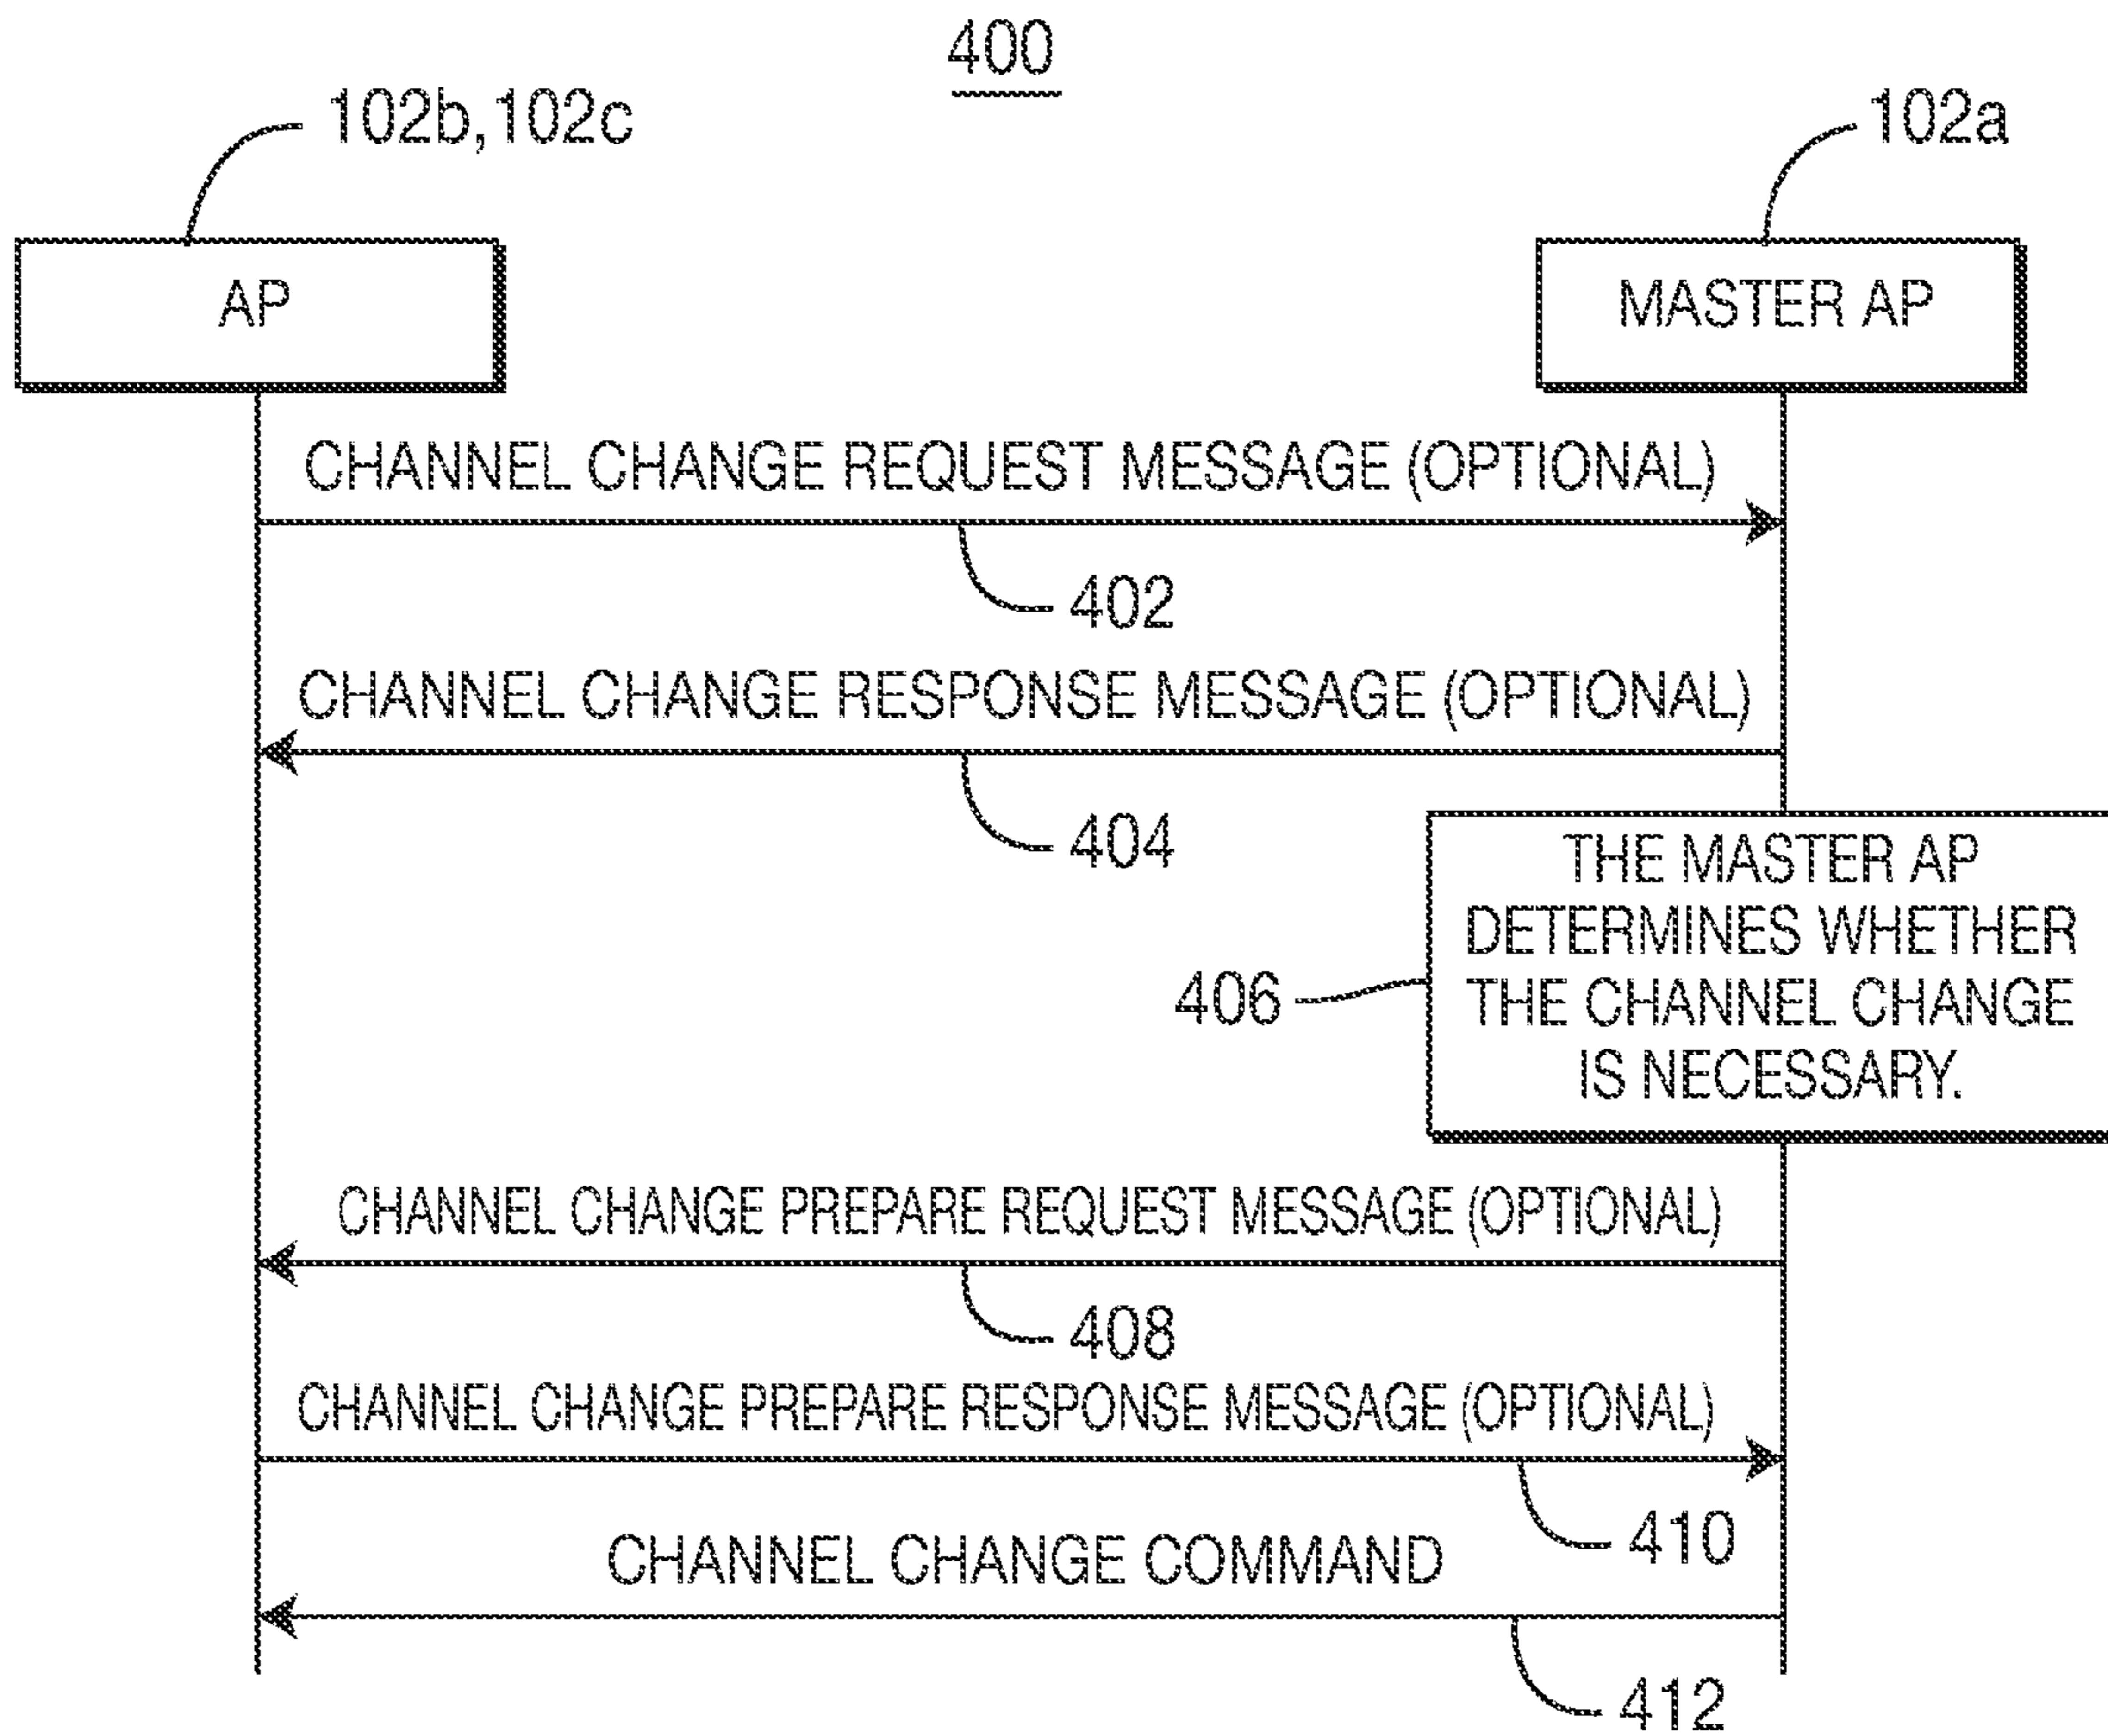 400
102b,102c
102a
AP
MASTER AP
CHANNEL CHANGE REQUEST MESSAGE (OPTIONAL)
402
CHANNEL CHANGE RESPONSE MESSAGE (OPTIONAL)
404
THE MASTER AP
DETERMINES WHETHER
THE CHANNEL CHANGE
IS NECESSARY.
406
CHANNEL CHANGE PREPARE REQUEST MESSAGE (OPTIONAL)
408
CHANNEL CHANGE PREPARE RESPONSE MESSAGE (OPTIONAL)
410
CHANNEL CHANGE COMMAND
412